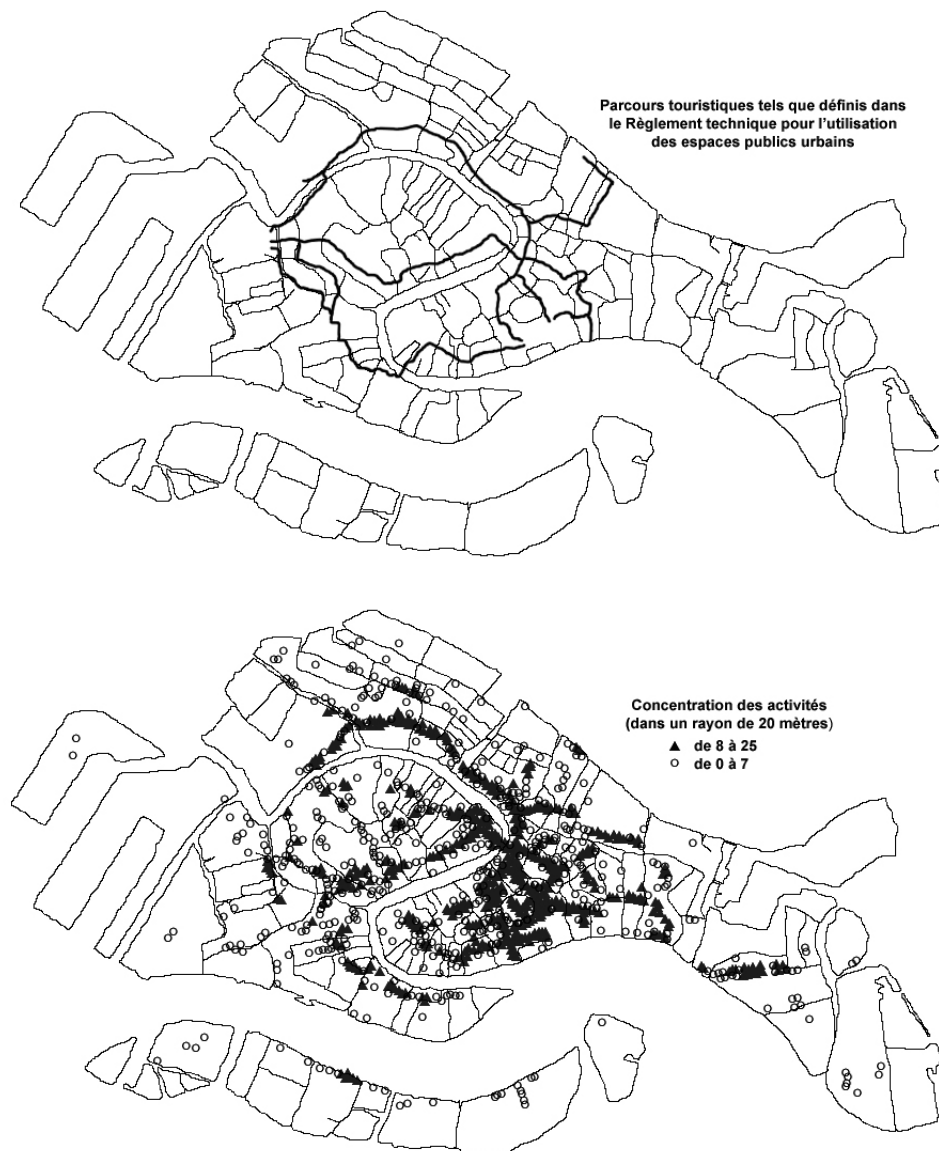 Parcours touristiques tels que définis dans
le Règlement technique pour l'utilisation
des espaces publics urbains
Concentration des activités
(dans un rayon de 20 mètres)
de 8 à 25
de 0 à 7